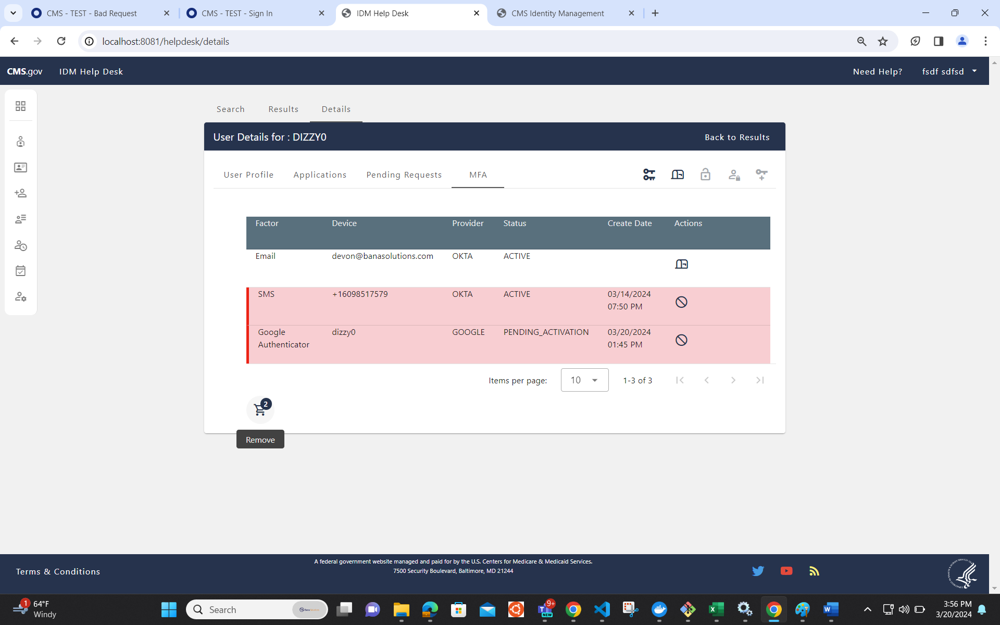 CMS - TEST - Bad Request
CMS - TEST - Sign In
IDM Help Desk
CMS Identity Management
localhost:8081/helpdesk/details
CMS.gov IDM Help Desk
Need Help? fsdf sdfsd
Search Results Details
User Details for : DIZZY0
Back to Results
User Profile Applications Pending Requests MFA
Factor Device Provider Status Create Date Actions
Email devon@banasolutions.com OKTA ACTIVE
SMS +16098517579 OKTA ACTIVE 03/14/2024
07:50 PM
Google dizzy0 GOOGLE PENDING_ACTIVATION 03/20/2024
Authenticator 01:45 PM
Items per page: 10 1-3 of 3
2
Remove
A federal government website managed and paid for by the U.S. Centers for Medicare & Medicaid Services.
7500 Security Boulevard, Baltimore, MD 21244
Terms & Conditions
1
64°F
Windy
Search
9+
NEW
3:56 PM
3/20/2024